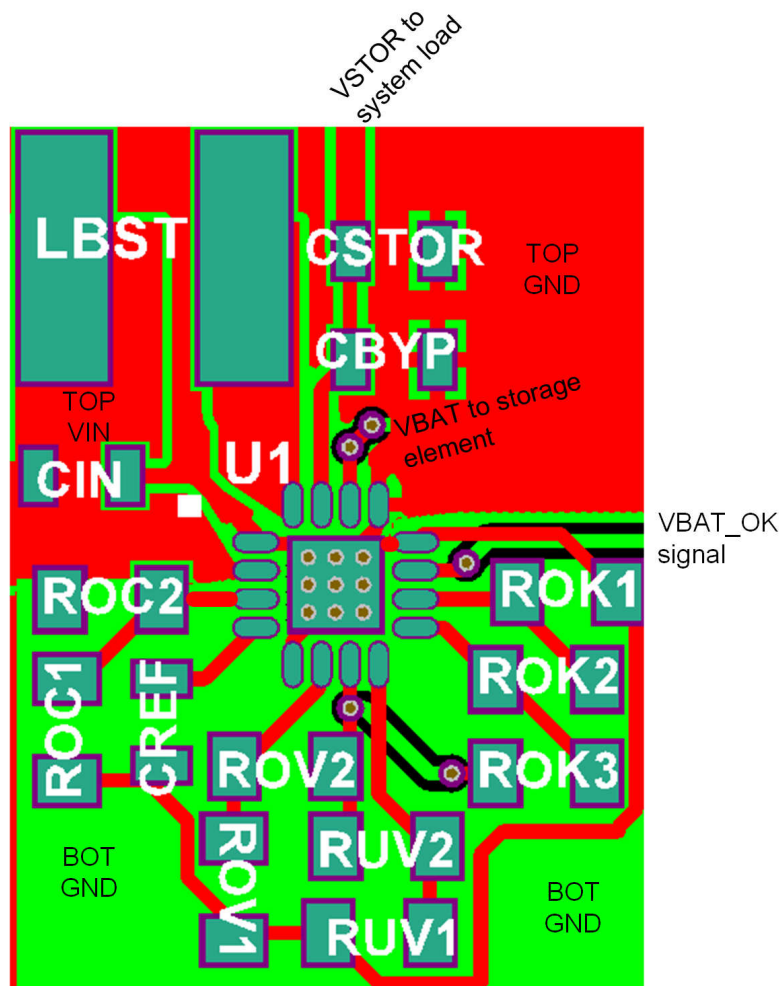 VSTOR to
system load
LBST
CSTOR
TOP
GND
CBYP
TOP
VIN
VBAT to storage
element
U1
CIN
VBAT_OK
signal
ROC2
ROK1
ROC1
CREF
ROK2
ROV2
ROK3
ROV1
RUV2
BOT
GND
BOT
GND
RUV1